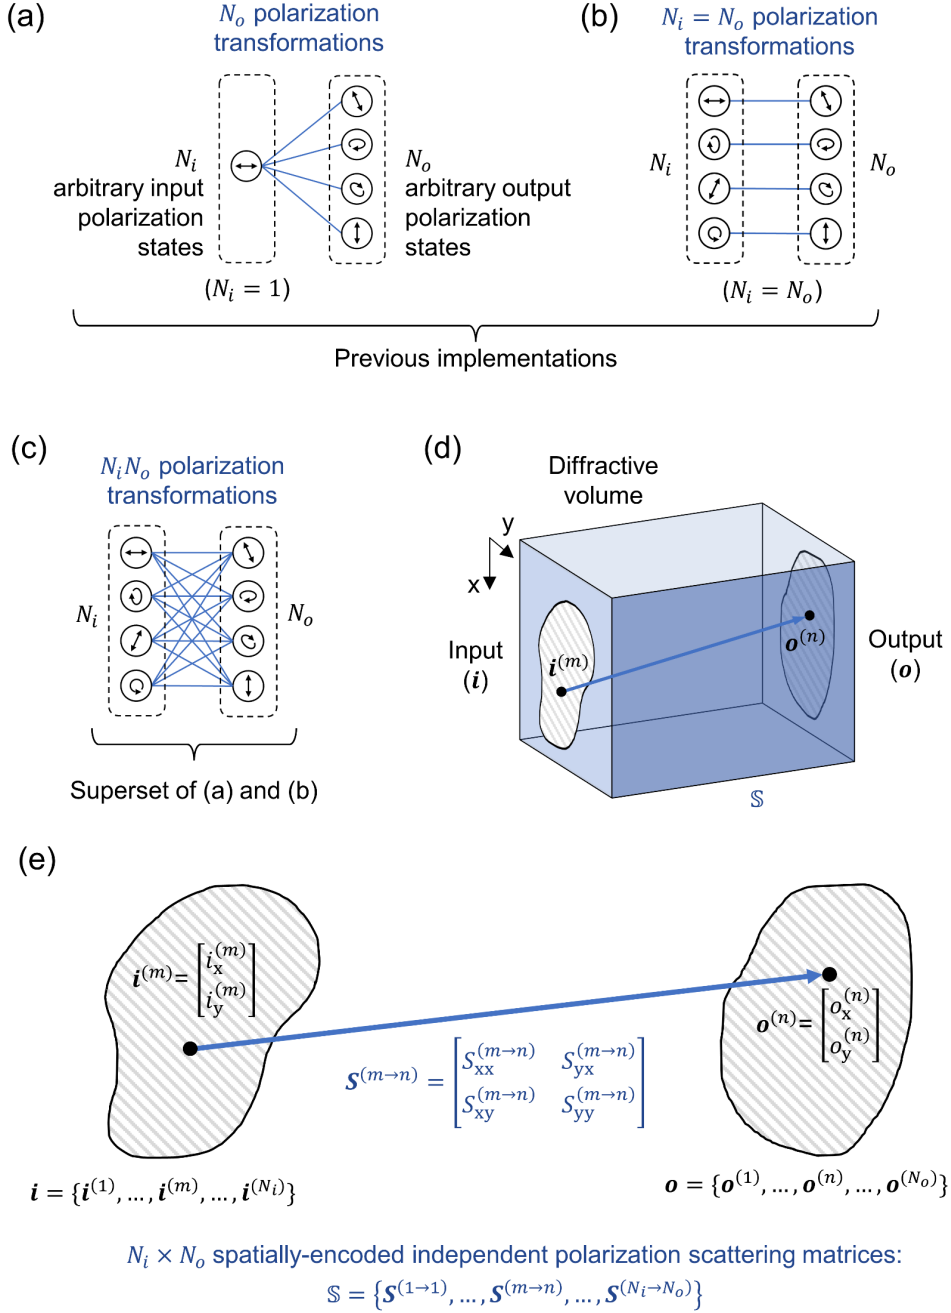 (a)
N_o polarization
transformations
N_i
arbitrary input
polarization
states
N_o
arbitrary output
polarization
states
(N_i = 1)
(b)
N_i = N_o polarization
transformations
N_i
N_o
(N_i = N_o)
Previous implementations
(c)
N_iN_o polarization
transformations
N_i
N_o
Superset of (a) and (b)
(d)
Diffractive
volume
y
x
Input
(i)
i^(m)
o^(n)
Output
(o)
𝕊
(e)
i^(m) = [i_x^(m)
i_y^(m)]
S^(m→n) = [S_xx^(m→n) S_yx^(m→n)
S_xy^(m→n) S_yy^(m→n)]
o^(n) = [o_x^(n)
o_y^(n)]
i = {i^(1), ..., i^(m), ..., i^(N_i)}
o = {o^(1), ..., o^(n), ..., o^(N_o)}
N_i × N_o spatially-encoded independent polarization scattering matrices:
𝕊 = {S^(1→1), ..., S^(m→n), ..., S^(N_i→N_o)}